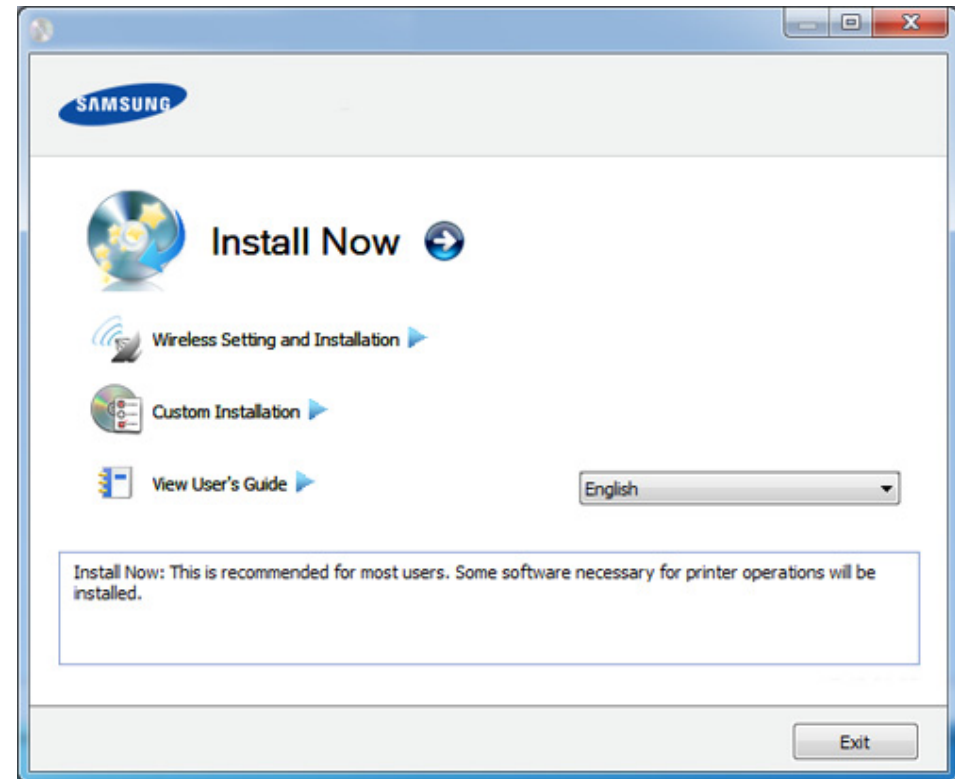 SAMSUNG
Install Now
Wireless Setting and Installation
Custom Installation
View User's Guide
English
Install Now: This is recommended for most users. Some software necessary for printer operations will be
installed.
Exit